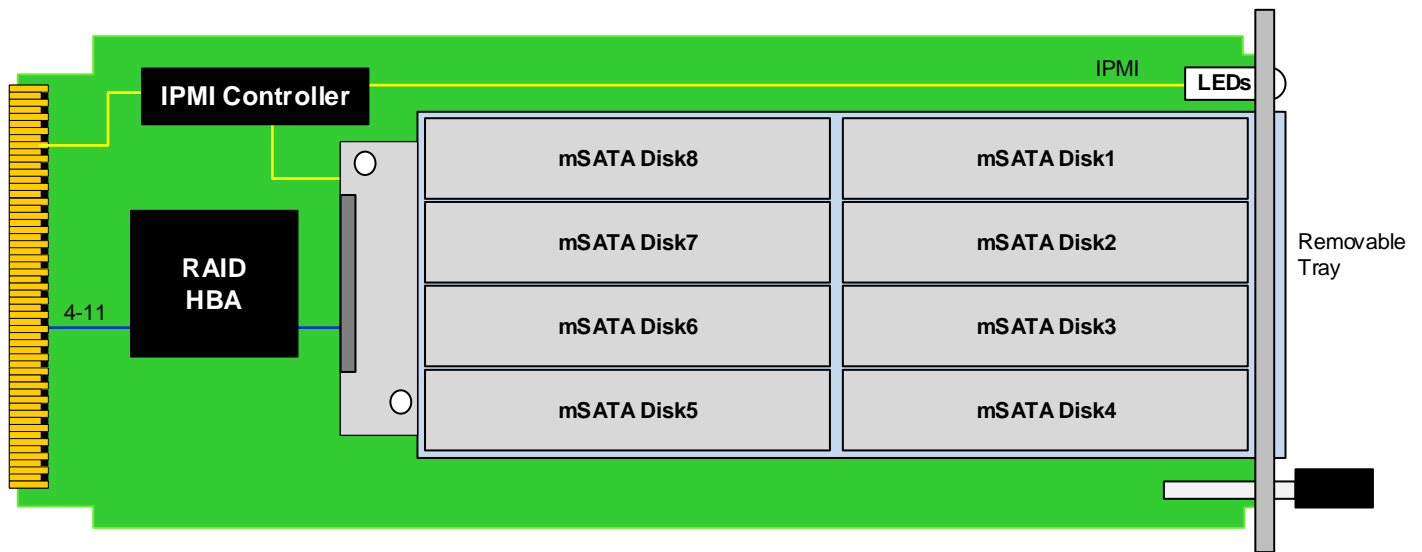 IPMI
LEDs
IPMI Controller
mSATA Disk8
mSATA Disk1
mSATA Disk7
mSATA Disk2
Removable
Tray
RAID
HBA
4-11
mSATA Disk6
mSATA Disk3
mSATA Disk5
mSATA Disk4